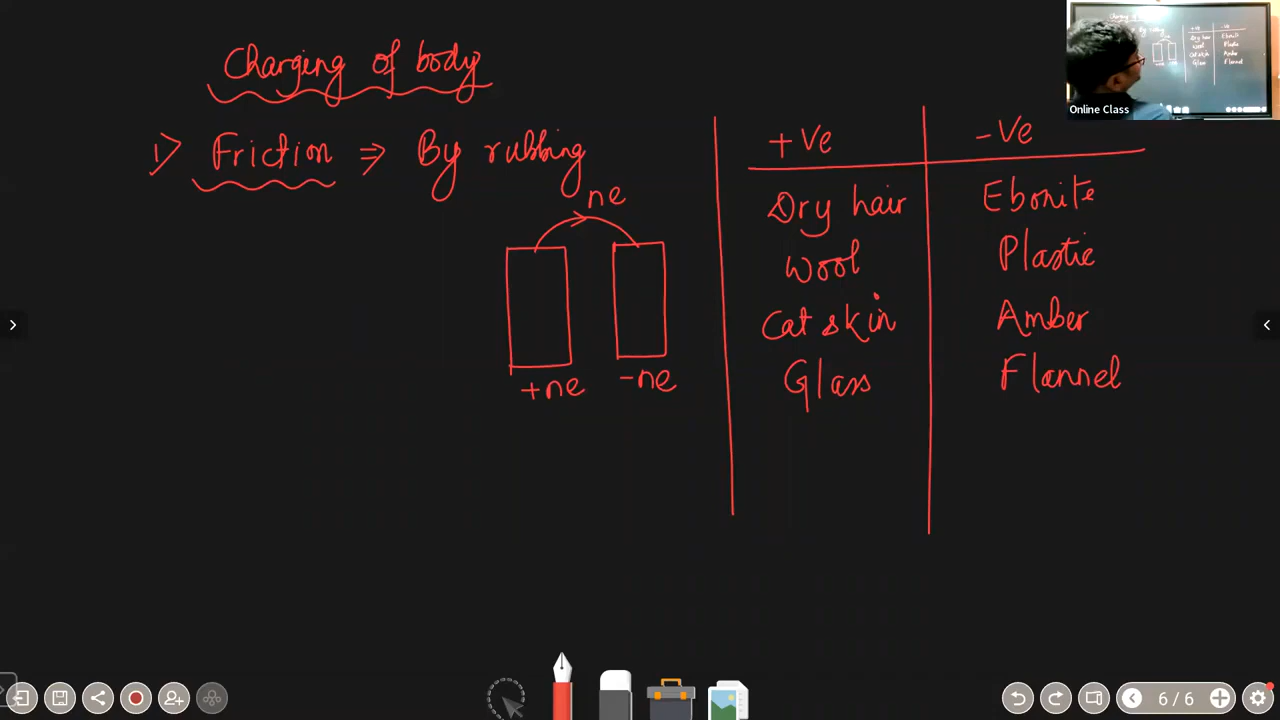 Charging of body
1) Friction ⇒ By rubbing
ne
+ne -ne
+Ve -Ve
Dry hair Ebonite
Wool Plastic
Cat skin Amber
Glass Flannel
Online Class
6/6